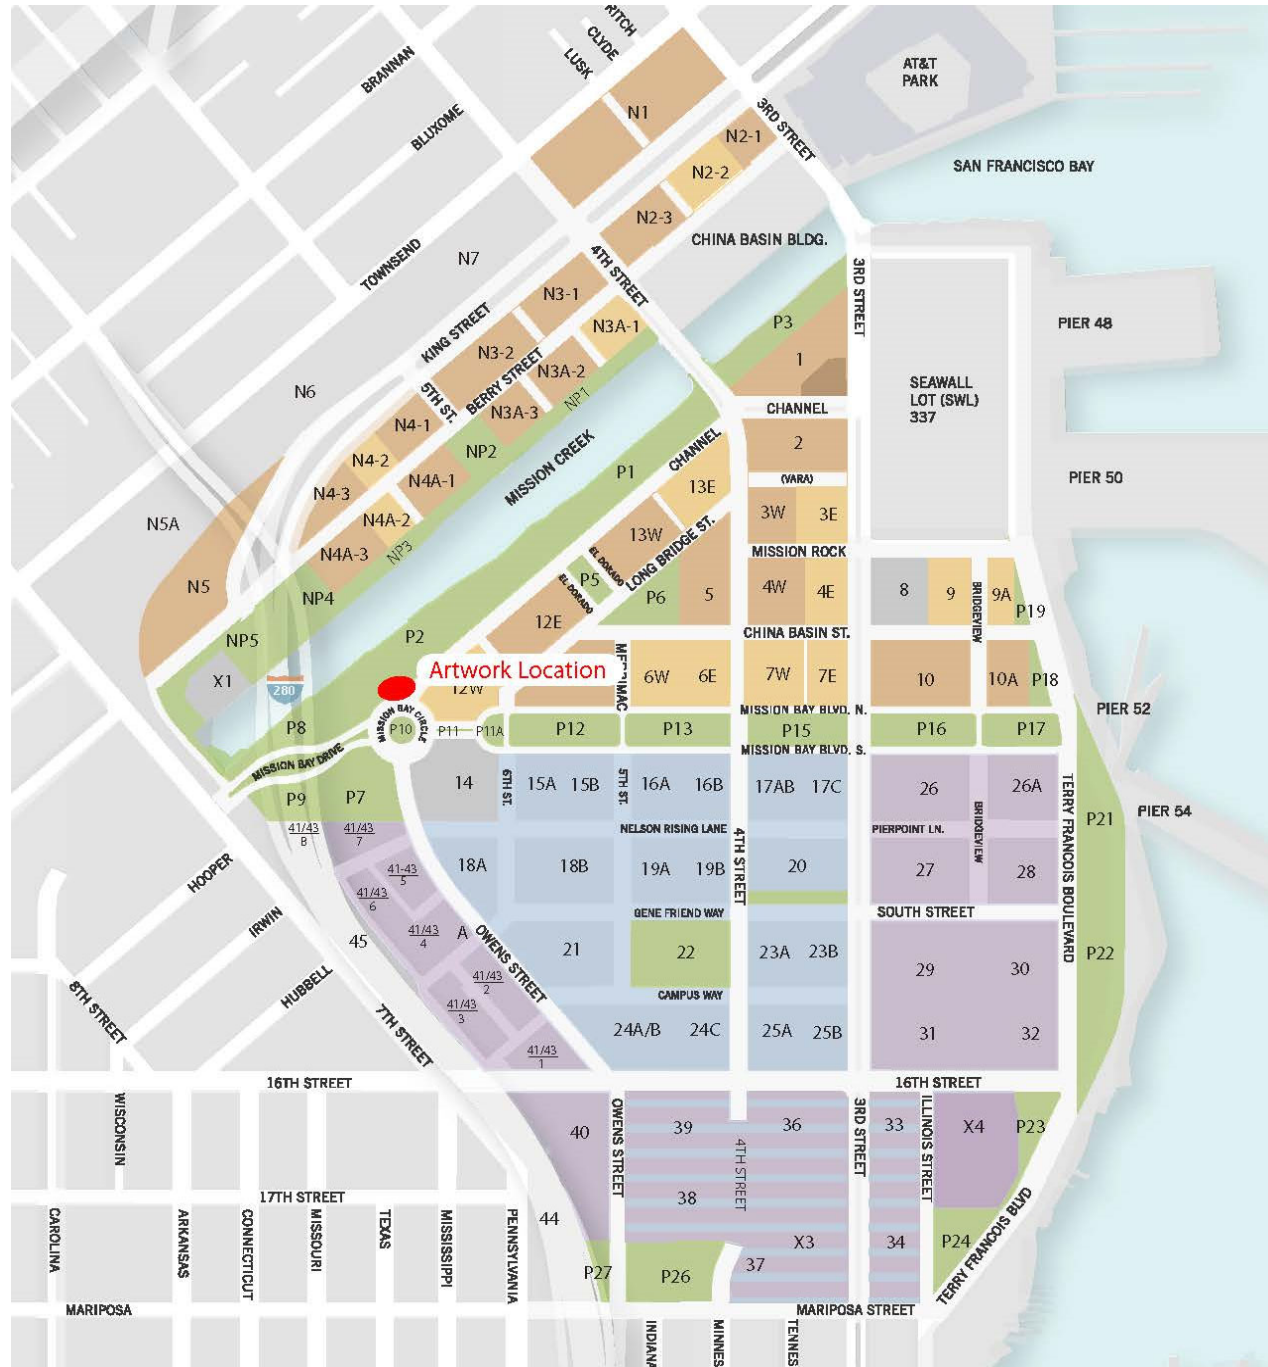 RITCH
CLYDE
LUSK
BRANNAN
BLUXOME
TOWNSEND
AT&T
PARK
3RD STREET
N1
N2-1
N2-2
N2-3
SAN FRANCISCO BAY
CHINA BASIN BLDG.
N7
4TH STREET
3RD STREET
N3-1
N3A-1
KING STREET
N3-2
BERRY STREET
N3A-2
P3
1
PIER 48
N6
5TH ST.
N3A-3
NP1
SEAWALL
LOT (SWL)
337
CHANNEL
N4-1
NP2
N4-2
CHANNEL
2
MISSION CREEK
P1
N4-3
N4A-1
13E
(VARA)
PIER 50
N5A
N4A-2
NP3
3W
3E
13W
LONG BRIDGE ST.
N4A-3
MISSION ROCK
EL DORADO
P5
EL DORADO
N5
NP4
P6
5
4W
4E
8
9
BRIDGEVIEW
9A
P19
12E
NP5
P2
CHINA BASIN ST.
Artwork Location
X1
280
12W
MERRIMAC
6W
6E
7W
7E
10
10A
P18
MISSION BAY BLVD. N.
PIER 52
P8
MISSION BAY CIRCLE
P10
P11
P11A
P12
P13
P15
P16
P17
MISSION BAY BLVD. S.
MISSION BAY DRIVE
P9
P7
14
6TH ST.
15A
15B
5TH ST.
16A
16B
17AB
17C
26
26A
TERRY FRANCOIS BOULEVARD
P21
PIER 54
41/43
8
41/43
7
NELSON RISING LANE
4TH STREET
PIERPOINT LN.
BRIDGEVIEW
HOOPER
41-43
5
18A
18B
19A
19B
20
27
28
41/43
6
IRWIN
GENE FRIEND WAY
SOUTH STREET
45
41/43
4
A
OWENS STREET
21
22
23A
23B
29
30
P22
HUBBELL
41/43
2
8TH STREET
41/43
3
7TH STREET
CAMPUS WAY
24A/B
24C
25A
25B
31
32
41/43
1
16TH STREET
16TH STREET
WISCONSIN
40
OWENS STREET
39
36
3RD STREET
33
ILLINOIS STREET
X4
P23
4TH STREET
17TH STREET
38
CAROLINA
ARKANSAS
CONNECTICUT
MISSOURI
TEXAS
MISSISSIPPI
PENNSYLVANIA
44
X3
34
P24
TERRY FRANCOIS BLVD
P27
P26
37
MARIPOSA
MARIPOSA STREET
INDIANA
MINNES
TENNES